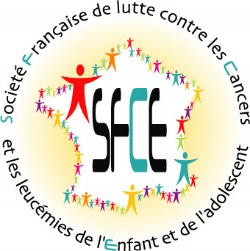 Société Française de lutte contre les Cancers
SFCE
et les leucémies de l'Enfant et de l'adolescent